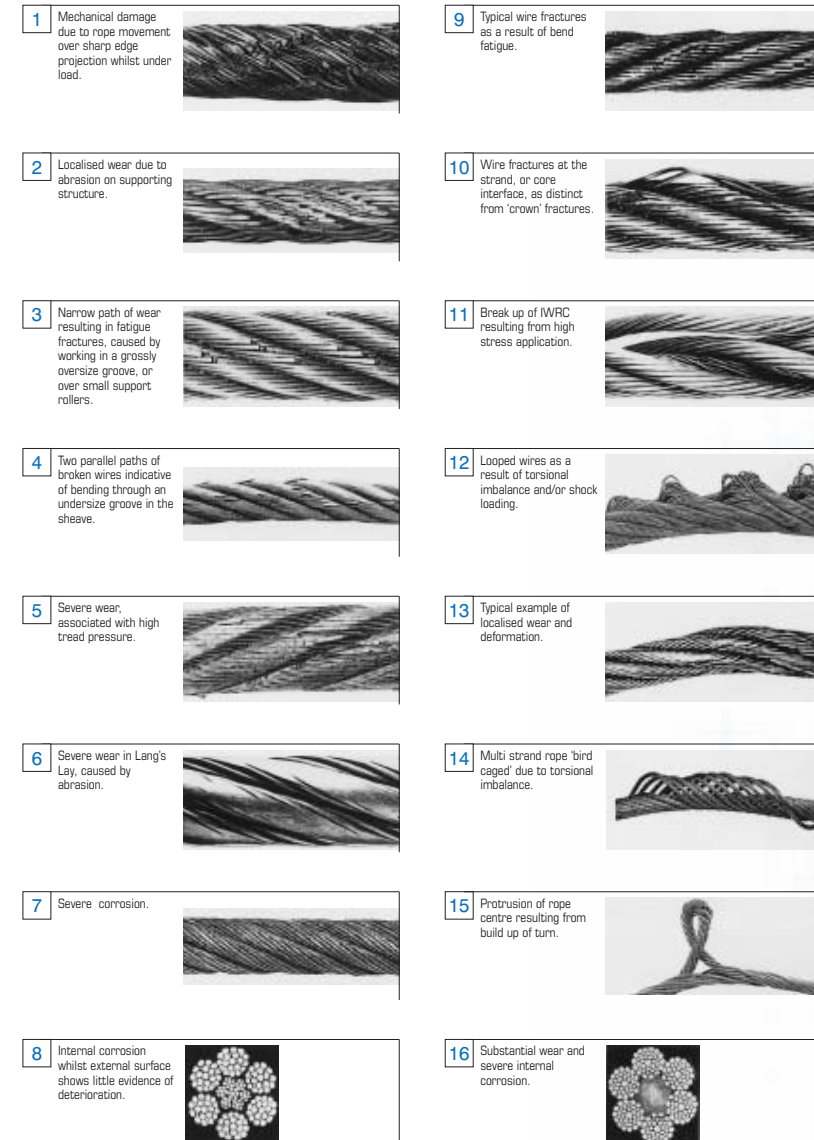 1
Mechanical damage
due to rope movement
over sharp edge
projection whilst under
load.
2
Localised wear due to
abrasion on supporting
structure.
3
Narrow path of wear
resulting in fatigue
fractures, caused by
working in a grossly
oversize groove, or
over small support
rollers.
4
Two parallel paths of
broken wires indicative
of bending through an
undersize groove in the
sheave.
5
Severe wear,
associated with high
tread pressure.
6
Severe wear in Lang's
Lay, caused by
abrasion.
7
Severe corrosion.
8
Internal corrosion
whilst external surface
shows little evidence of
deterioration.
9
Typical wire fractures
as a result of bend
fatigue.
10
Wire fractures at the
strand, or core
interface, as distinct
from 'crown' fractures.
11
Break up of IWRC
resulting from high
stress application.
12
Looped wires as a
result of torsional
imbalance and/or shock
loading.
13
Typical example of
localised wear and
deformation.
14
Multi strand rope 'bird
caged' due to torsional
imbalance.
15
Protrusion of rope
centre resulting from
build up of turn.
16
Substantial wear and
severe internal
corrosion.